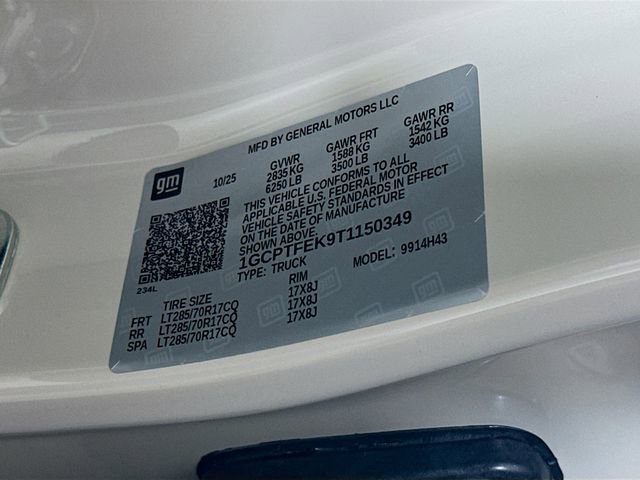 MFD BY GENERAL MOTORS LLC
gm
10/25
GVWR GAWR FRT GAWR RR
2835 KG 1588 KG 1542 KG
6250 LB 3500 LB 3400 LB
THIS VEHICLE CONFORMS TO ALL
APPLICABLE U.S. FEDERAL MOTOR
VEHICLE SAFETY STANDARDS IN EFFECT
ON THE DATE OF MANUFACTURE
SHOWN ABOVE.
1GCPTFEK9T1150349
TYPE: TRUCK MODEL: 9914H43
234L
TIRE SIZE RIM
FRT LT285/70R17CQ 17X8J
RR LT285/70R17CQ 17X8J
SPA LT285/70R17CQ 17X8J